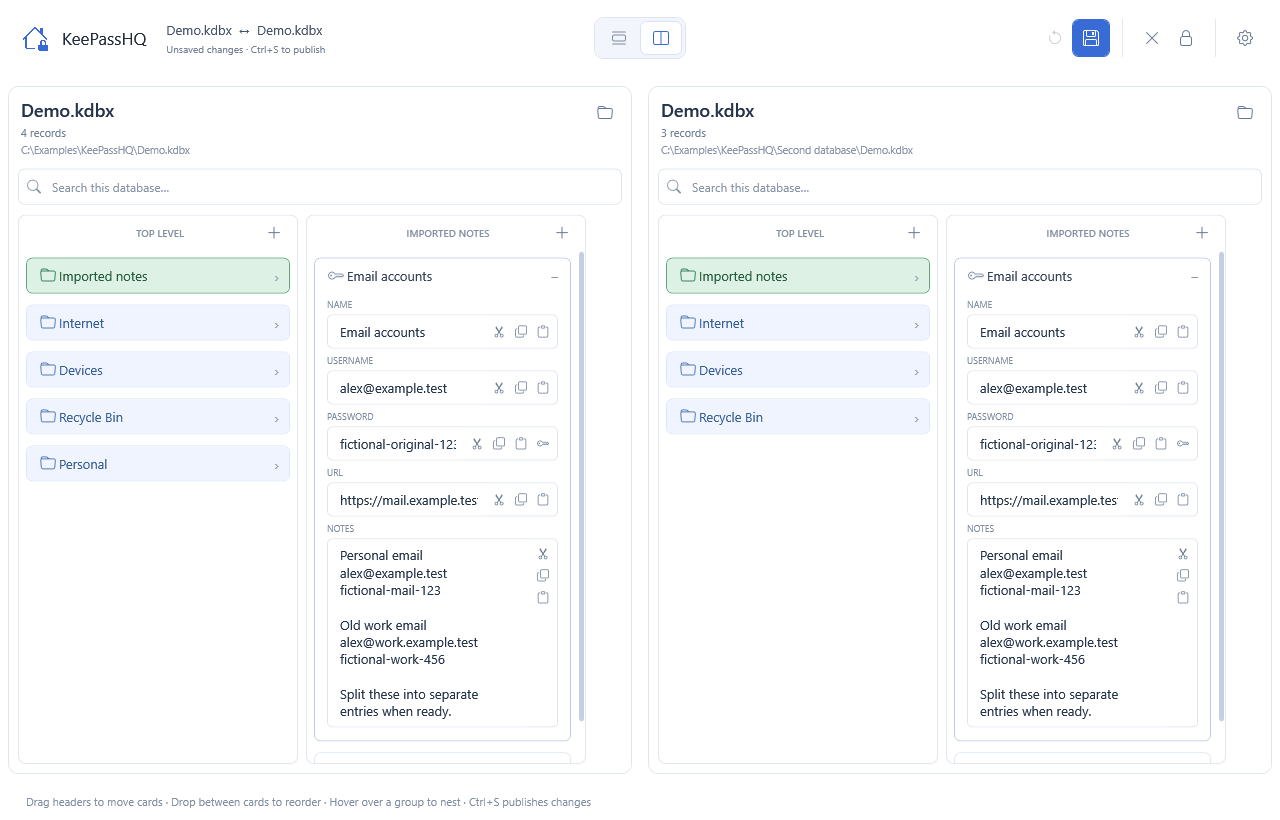 KeePassHQ
Demo.kdbx ↔ Demo.kdbx
Unsaved changes · Ctrl+S to publish
Demo.kdbx
4 records
C:\Examples\KeePassHQ\Demo.kdbx
Search this database...
TOP LEVEL
Imported notes
Internet
Devices
Recycle Bin
Personal
IMPORTED NOTES
Email accounts
NAME
Email accounts
USERNAME
alex@example.test
PASSWORD
fictional-original-123
URL
https://mail.example.tes
NOTES
Personal email
alex@example.test
fictional-mail-123
Old work email
alex@work.example.test
fictional-work-456
Split these into separate
entries when ready.
Demo.kdbx
3 records
C:\Examples\KeePassHQ\Second database\Demo.kdbx
Search this database...
TOP LEVEL
Imported notes
Internet
Devices
Recycle Bin
IMPORTED NOTES
Email accounts
NAME
Email accounts
USERNAME
alex@example.test
PASSWORD
fictional-original-123
URL
https://mail.example.tes
NOTES
Personal email
alex@example.test
fictional-mail-123
Old work email
alex@work.example.test
fictional-work-456
Split these into separate
entries when ready.
Drag headers to move cards · Drop between cards to reorder · Hover over a group to nest · Ctrl+S publishes changes